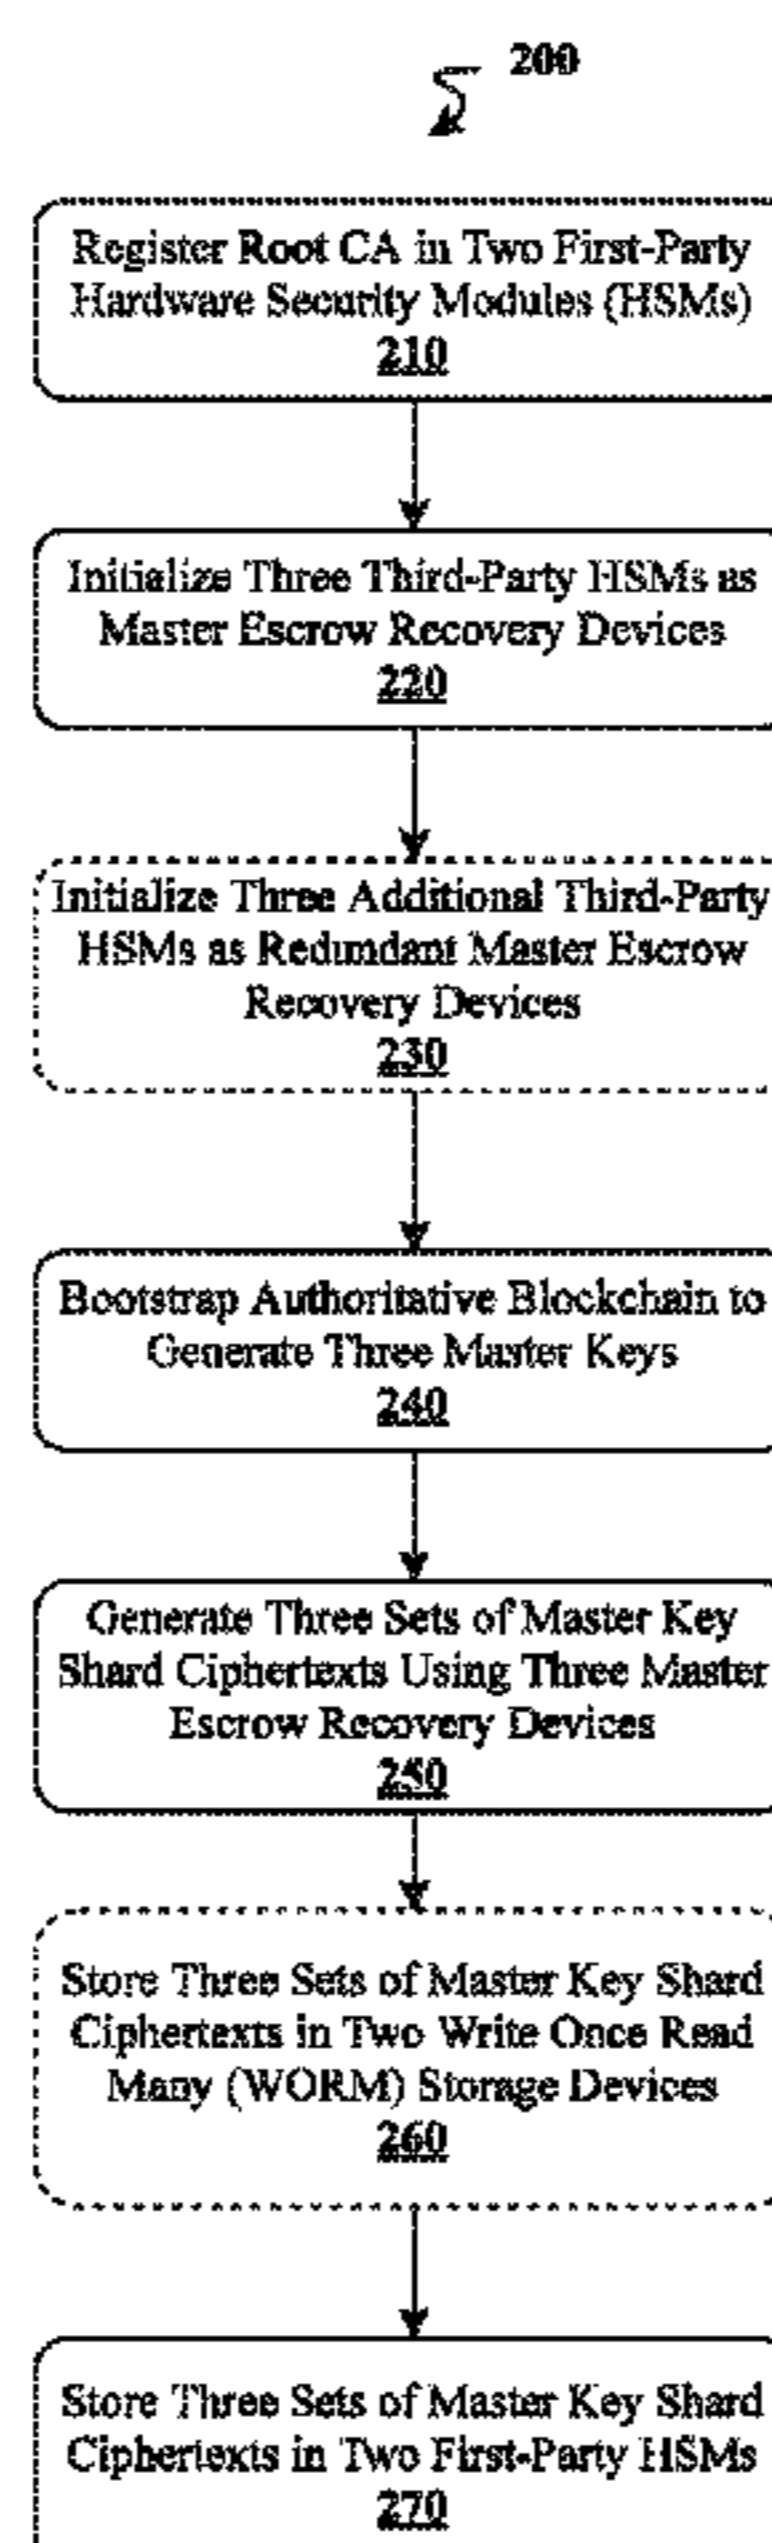 200
Register Root CA in Two First-Party
Hardware Security Modules (HSMs)
210
Initialize Three Third-Party HSMs as
Master Escrow Recovery Devices
220
Initialize Three Additional Third-Party
HSMs as Redundant Master Escrow
Recovery Devices
230
Bootstrap Authoritative Blockchain to
Generate Three Master Keys
240
Generate Three Sets of Master Key
Shard Ciphertexts Using Three Master
Escrow Recovery Devices
250
Store Three Sets of Master Key Shard
Ciphertexts in Two Write Once Read
Many (WORM) Storage Devices
260
Store Three Sets of Master Key Shard
Ciphertexts in Two First-Party HSMs
270